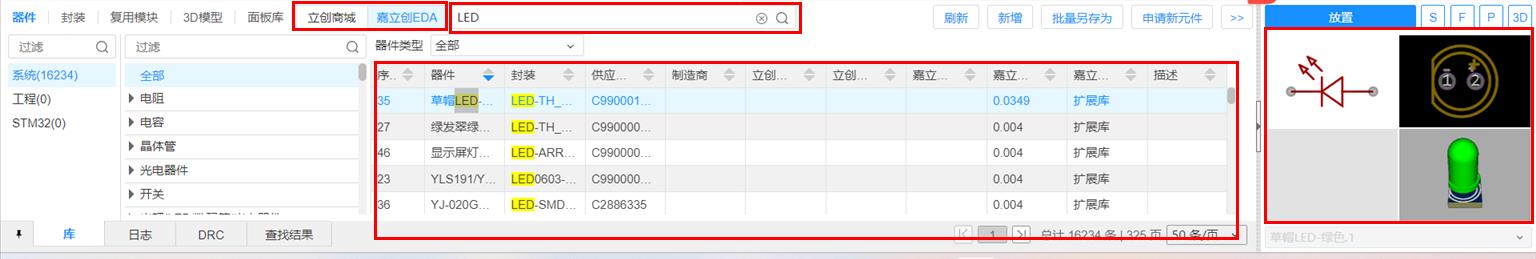 器件 封装 复用模块 3D模型 面板库 立创商城 嘉立创EDA LED 刷新 新增 批量另存为 申请新元件 >> 放置 S F P 3D
过滤 过滤 器件类型 全部
系统(16234) 全部 序.. 器件 封装 供应... 制造商 立创... 立创... 嘉立... 嘉立... 嘉立... 描述
工程(0) 电阻 35 草帽LED-... LED-TH_... C990001... 0.0349 扩展库
STM32(0) 电容 27 绿发翠绿... LED-TH_... C990000... 0.004 扩展库
晶体管 46 显示屏灯... LED-ARR... C990000... 0.004 扩展库
光电器件 23 YLS191/Y... LED0603-... C990000... 0.004 扩展库
开关 36 YJ-020G... LED-SMD... C2886335 0.004 扩展库
1 2
库 日志 DRC 查找结果 1 总计 16234 条 | 325 页 50 条/页 草帽LED-绿色.1